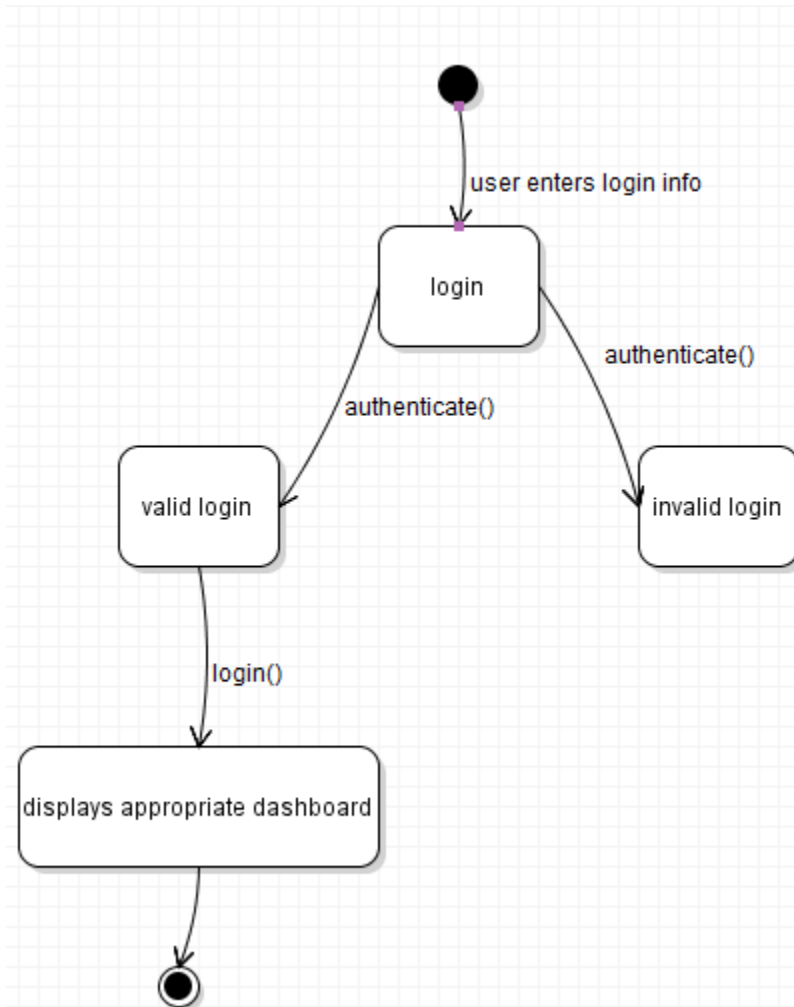 user enters login info
login
authenticate()
authenticate()
valid login
invalid login
login()
displays appropriate dashboard